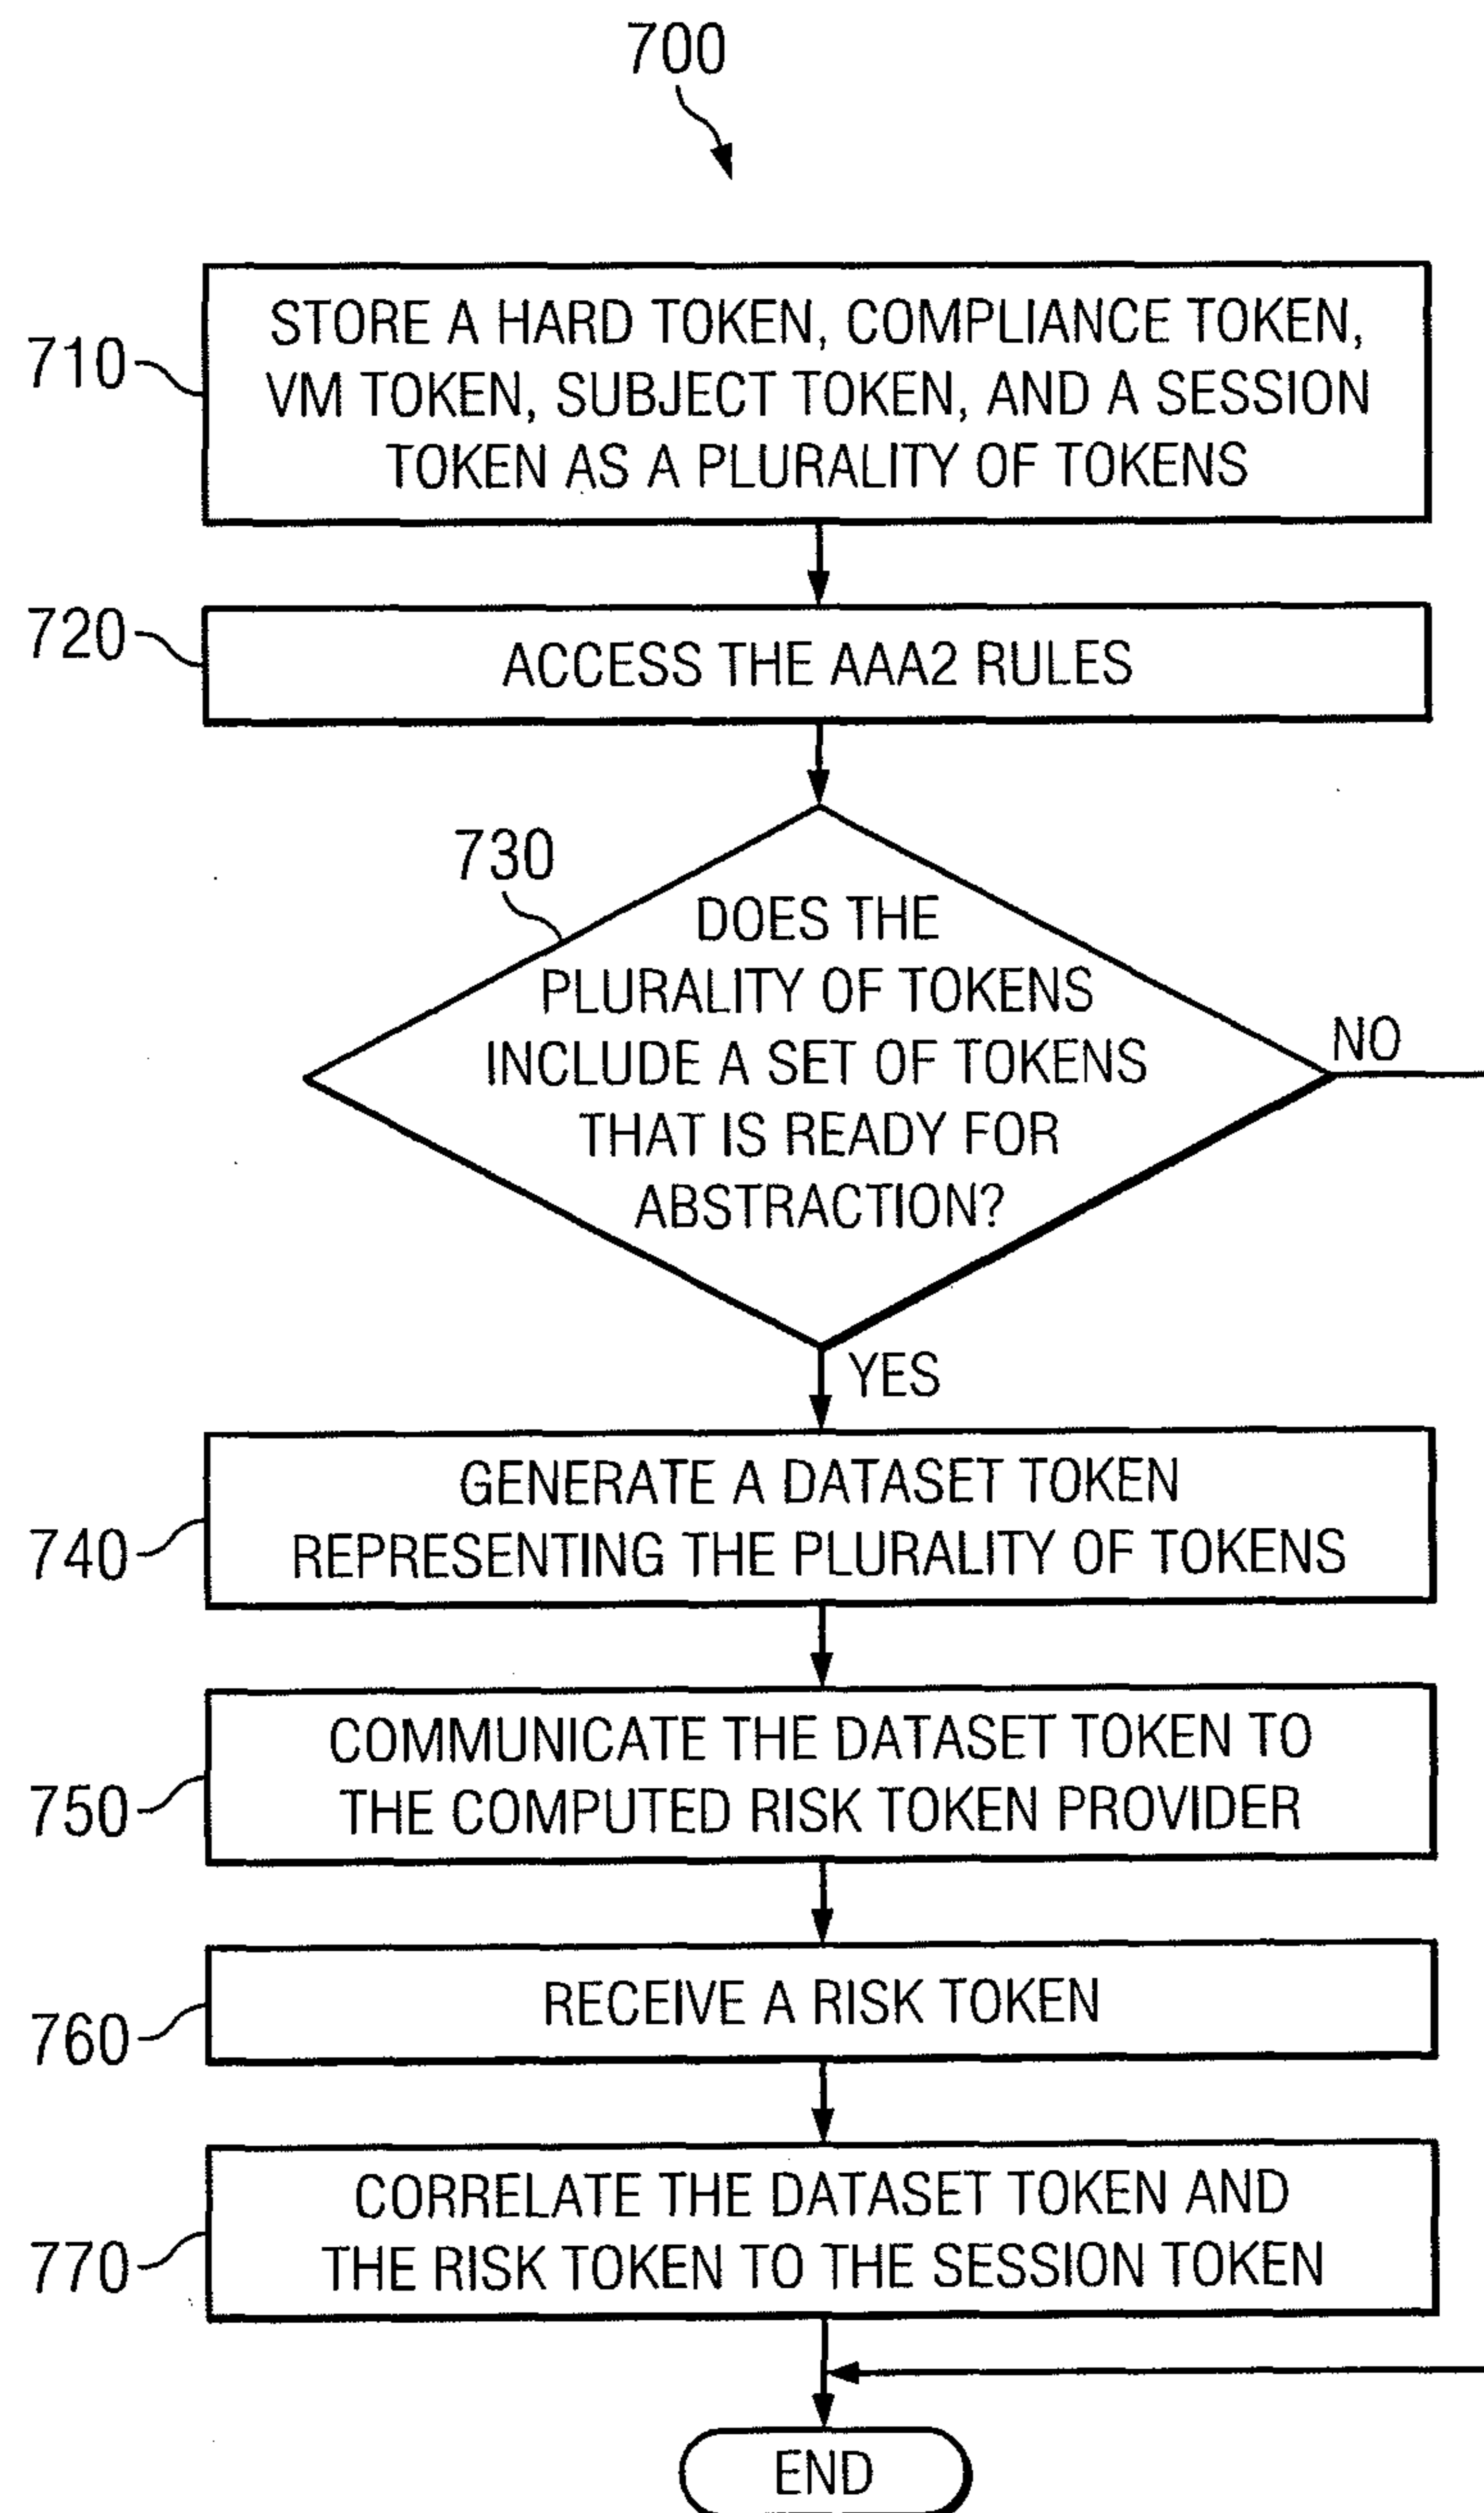 700
710
STORE A HARD TOKEN, COMPLIANCE TOKEN,
VM TOKEN, SUBJECT TOKEN, AND A SESSION
TOKEN AS A PLURALITY OF TOKENS
720
ACCESS THE AAA2 RULES
730
DOES THE
PLURALITY OF TOKENS
INCLUDE A SET OF TOKENS
THAT IS READY FOR
ABSTRACTION?
NO
YES
740
GENERATE A DATASET TOKEN
REPRESENTING THE PLURALITY OF TOKENS
750
COMMUNICATE THE DATASET TOKEN TO
THE COMPUTED RISK TOKEN PROVIDER
760
RECEIVE A RISK TOKEN
770
CORRELATE THE DATASET TOKEN AND
THE RISK TOKEN TO THE SESSION TOKEN
END